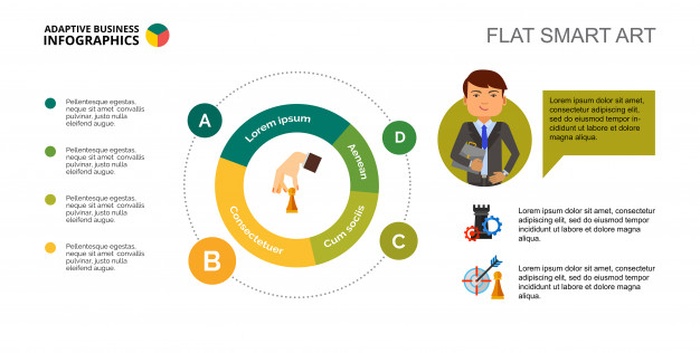 ADAPTIVE BUSINESS
INFOGRAPHICS
FLAT SMART ART
Pellentesque egestas,
neque sit amet convallis
pulvinar, justo nulla
eleifend augue.
Pellentesque egestas,
neque sit amet convallis
pulvinar, justo nulla
eleifend augue.
Pellentesque egestas,
neque sit amet convallis
pulvinar, justo nulla
eleifend augue.
Pellentesque egestas,
neque sit amet convallis
pulvinar, justo nulla
eleifend augue.
A
D
B
C
Lorem ipsum
Aenean
Consectetuer
Cum sociis
Lorem ipsum dolor sit
amet, consectetur
adipiscing elit, sed do
eiusmod tempor in-
cididunt ut labore et
dolore magna aliqua.
Lorem ipsum dolor sit amet, consectetur
adipiscing elit, sed do eiusmod tempor
incididunt ut labore et dolore magna
aliqua.
Lorem ipsum dolor sit amet, consectetur
adipiscing elit, sed do eiusmod tempor
incididunt ut labore et dolore magna
aliqua.